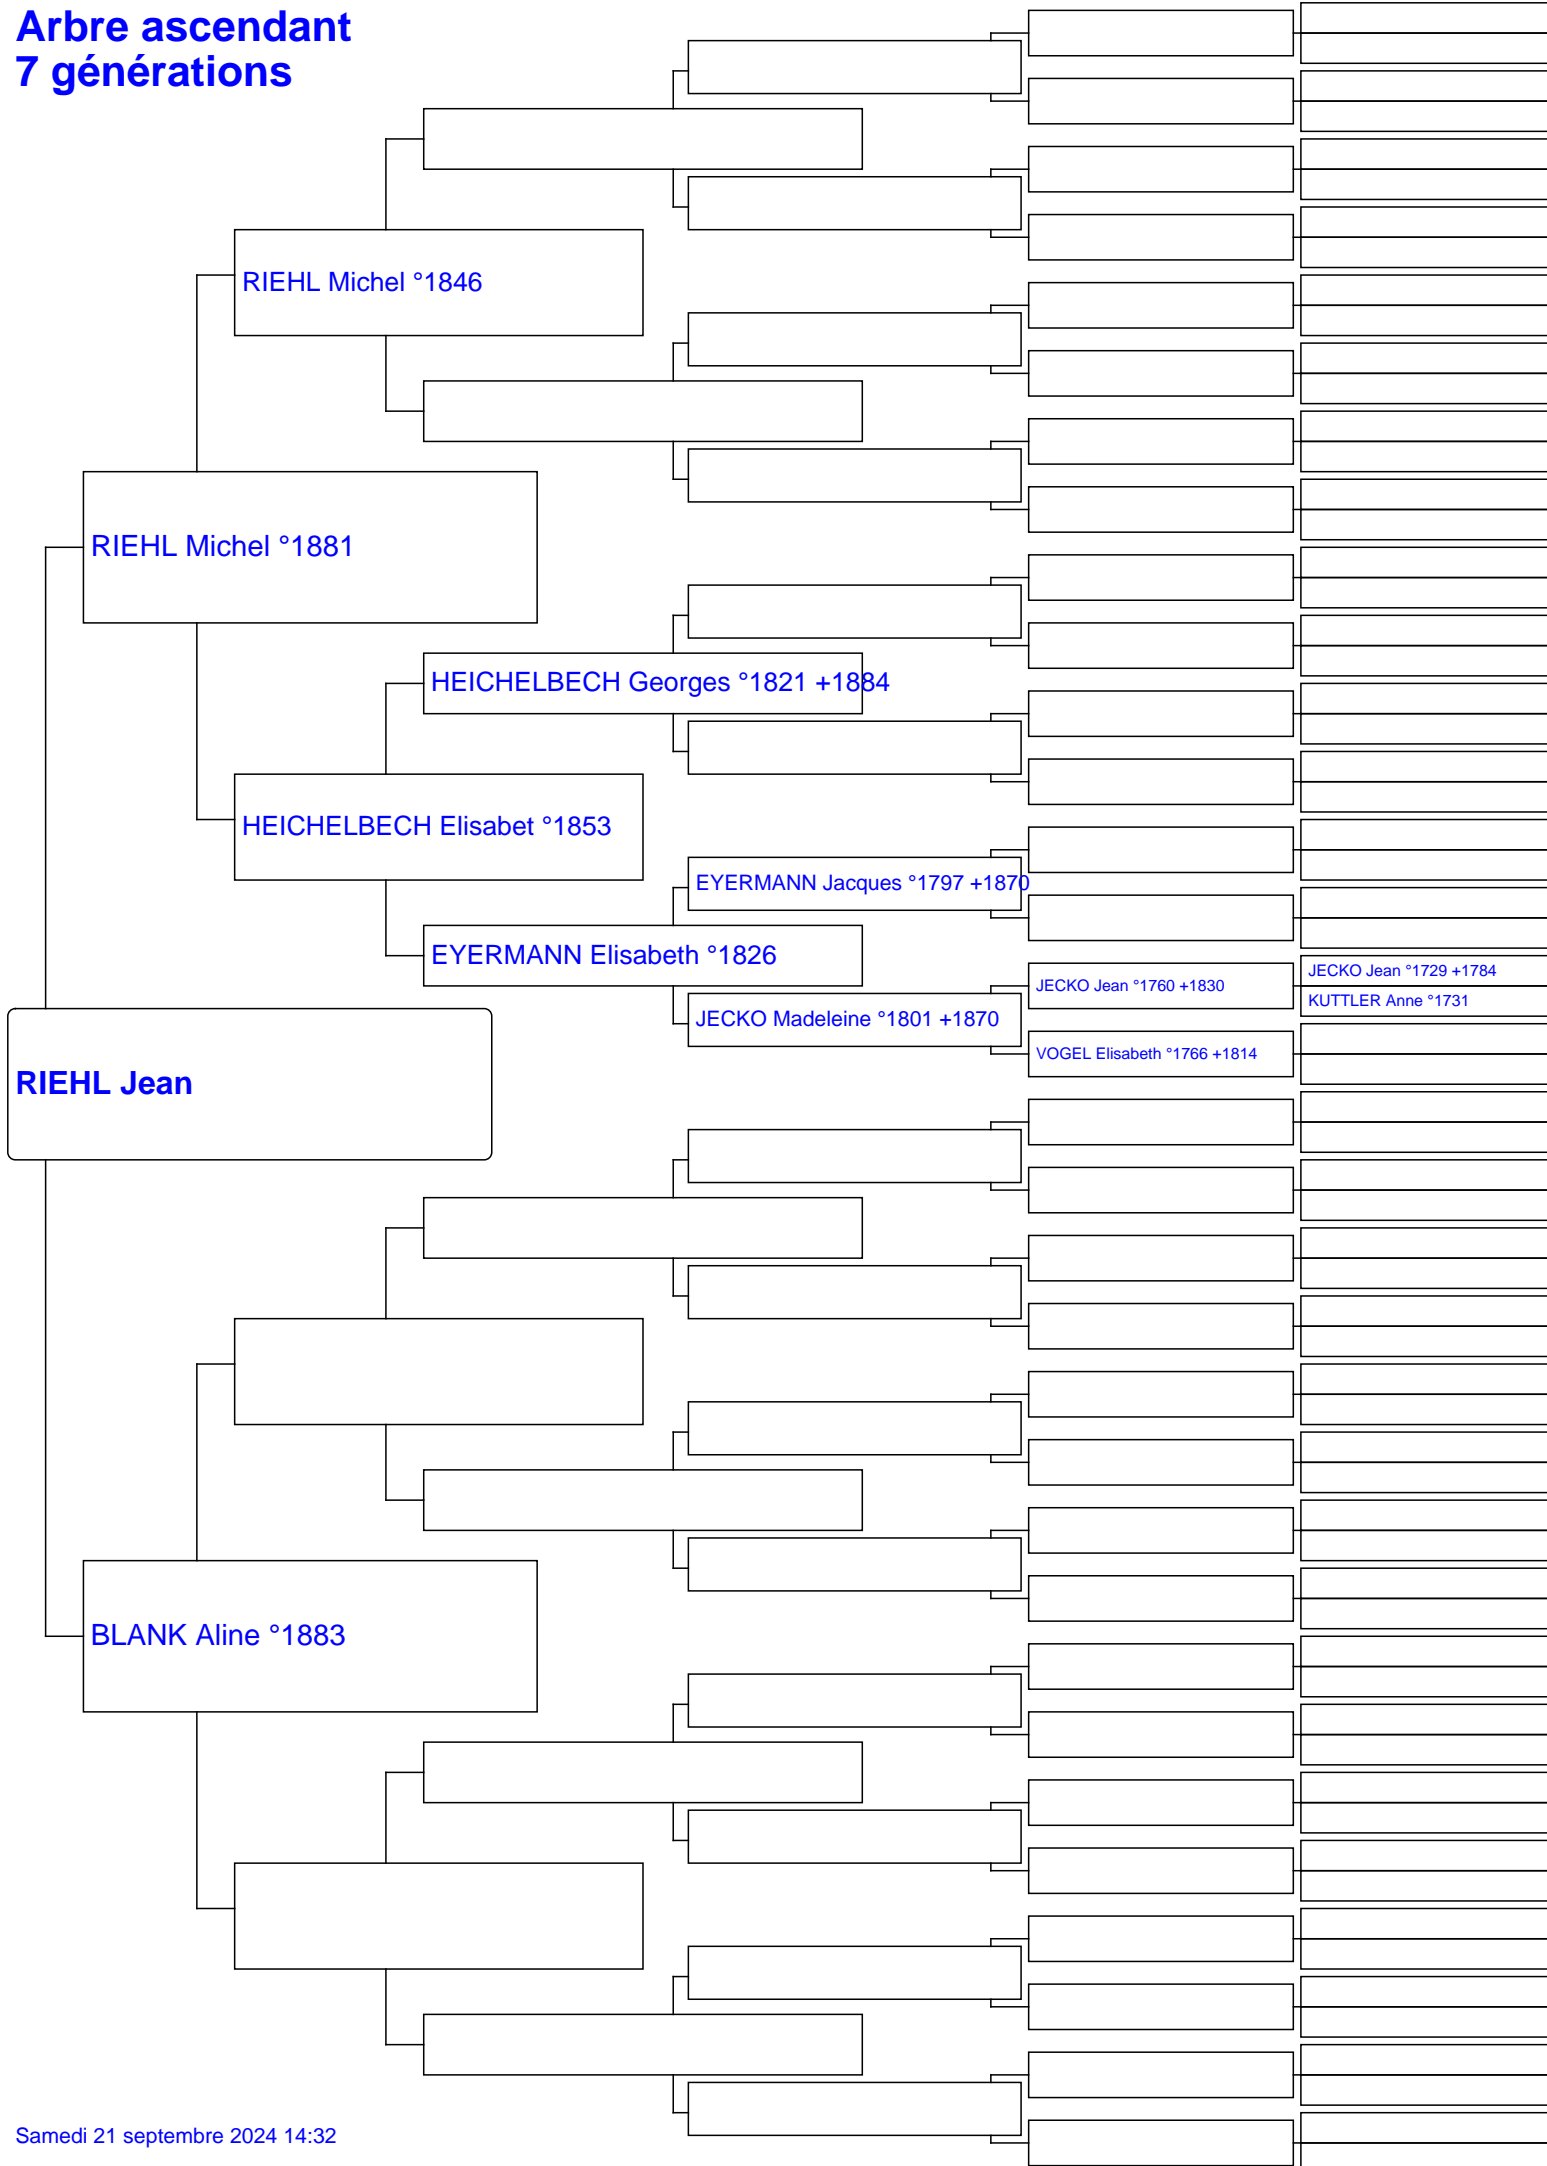 Arbre ascendant
7 générations
RIEHL Michel °1846
RIEHL Michel °1881
HEICHELBECH Georges °1821 +1884
HEICHELBECH Elisabet °1853
EYERMANN Jacques °1797 +1870
EYERMANN Elisabeth °1826
JECKO Jean °1729 +1784
JECKO Jean °1760 +1830
KUTTLER Anne °1731
JECKO Madeleine °1801 +1870
VOGEL Elisabeth °1766 +1814
RIEHL Jean
BLANK Aline °1883
Samedi 21 septembre 2024 14:32